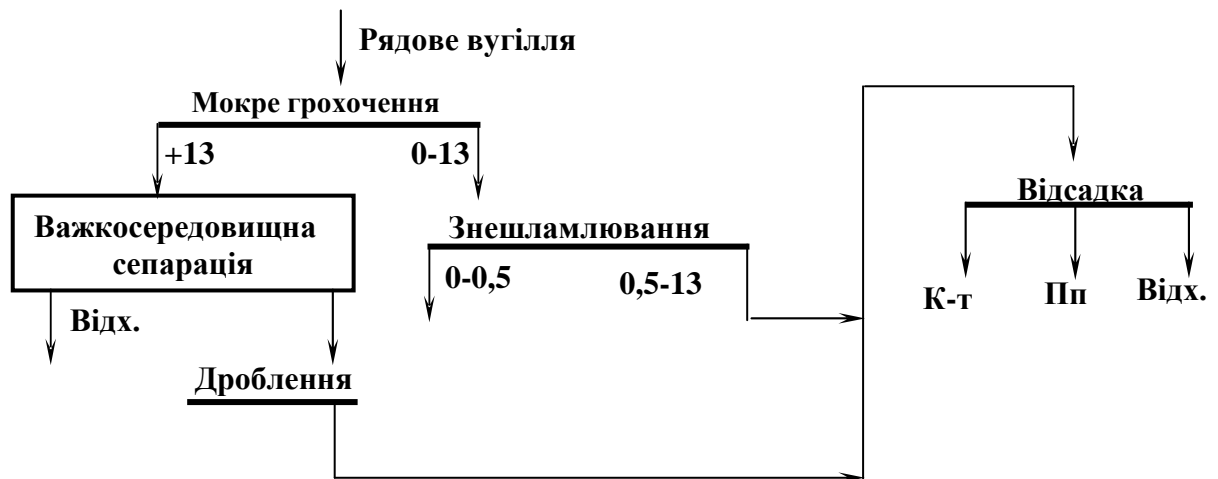 Рядове вугілля
Мокре грохочення
+13
0-13
Важкосередовищна
сепарація
Знешламлювання
0-0,5
0,5-13
Відх.
Дроблення
Відсадка
К-т
Пп
Відх.